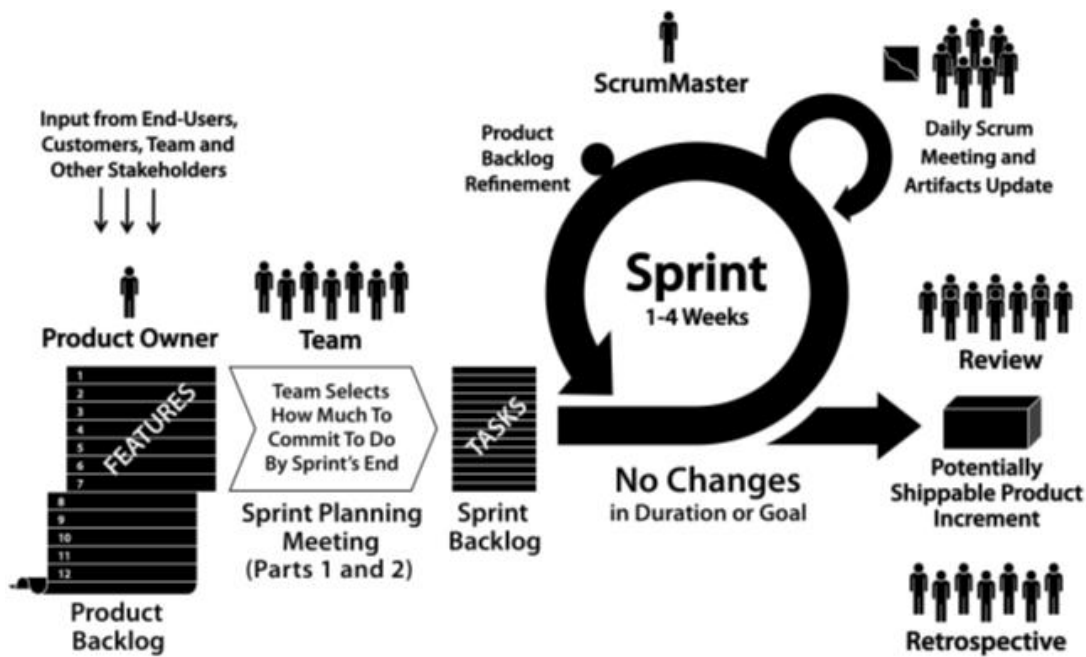 Input from End-Users,
Customers, Team and
Other Stakeholders
Product Owner
1
2
3
4
5
6
7
FEATURES
8
9
10
11
12
Product
Backlog
Team
Team Selects
How Much To
Commit To Do
By Sprint's End
Sprint Planning
Meeting
(Parts 1 and 2)
TASKS
Sprint
Backlog
ScrumMaster
Product
Backlog
Refinement
Sprint
1-4 Weeks
No Changes
in Duration or Goal
Daily Scrum
Meeting and
Artifacts Update
Review
Potentially
Shippable Product
Increment
Retrospective